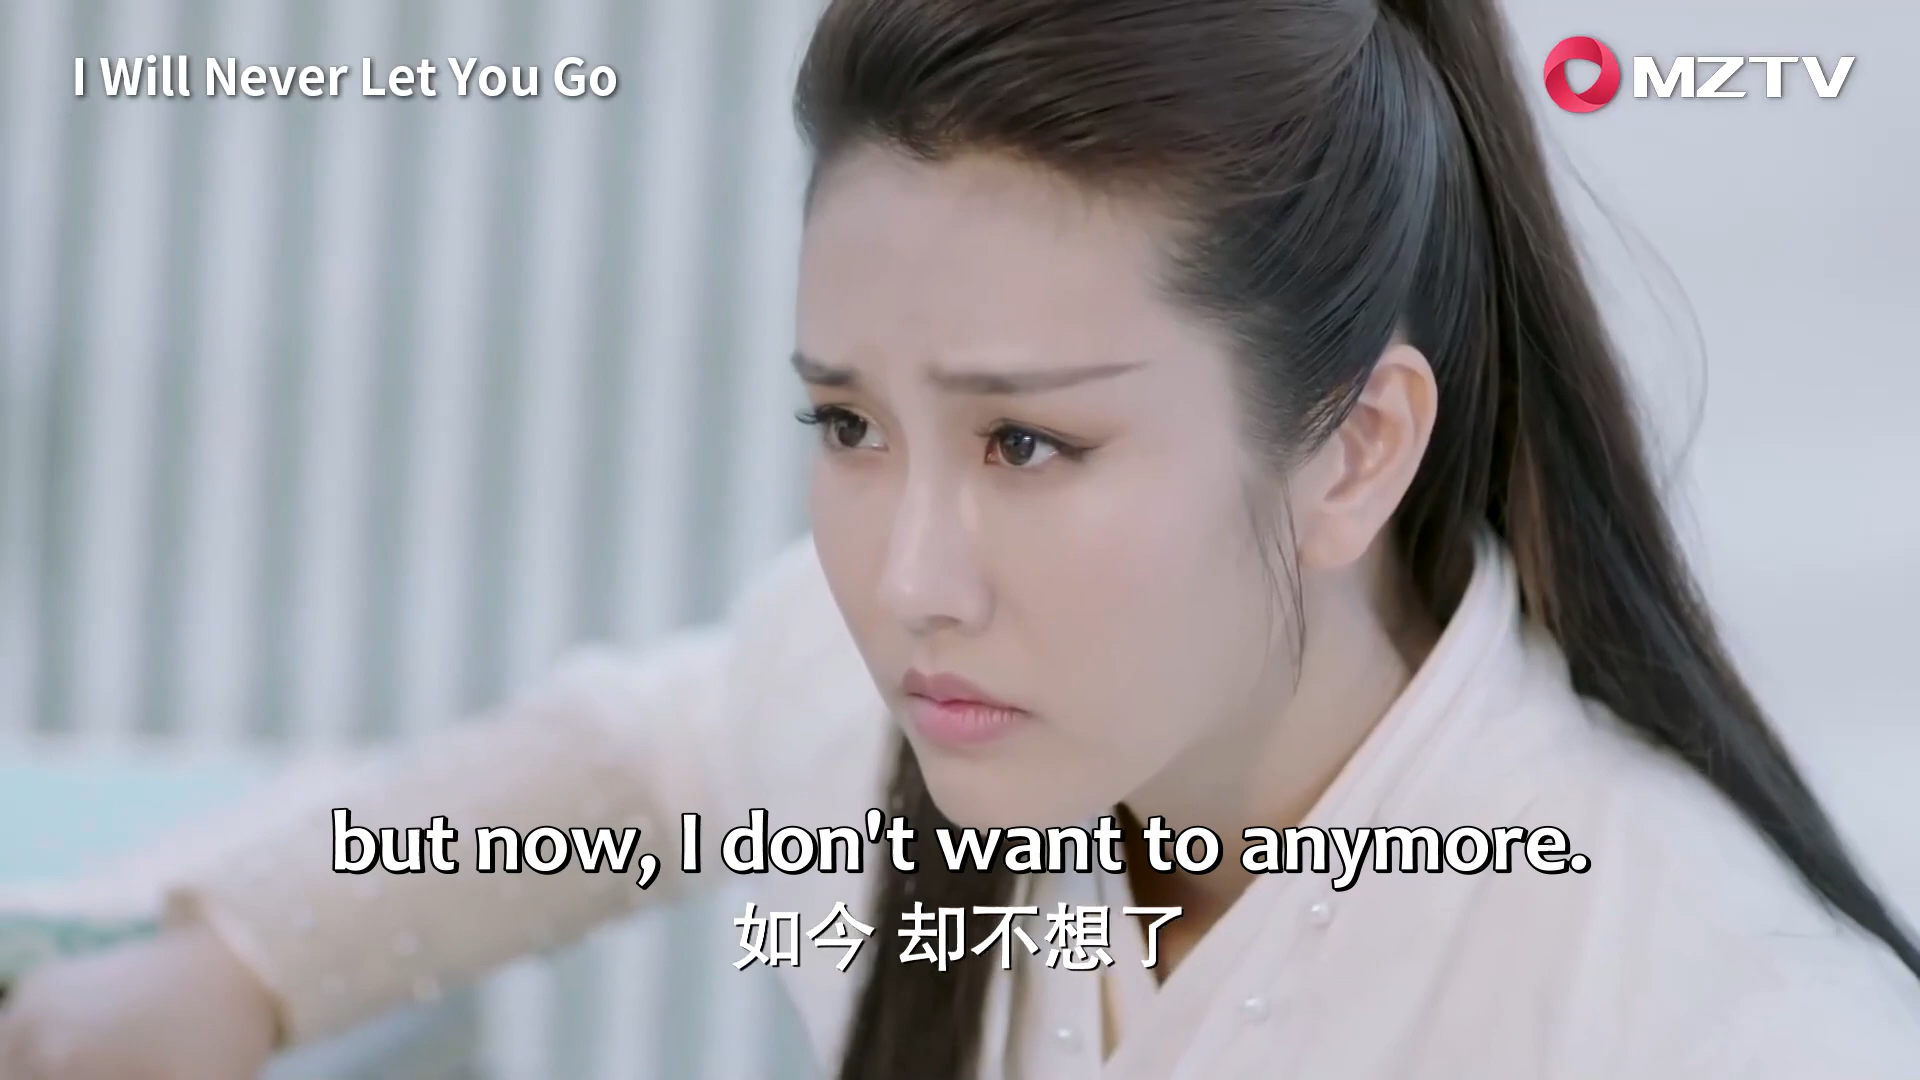 I Will Never Let You Go
MZTV
but now, I don't want to anymore.
如今 却不想了